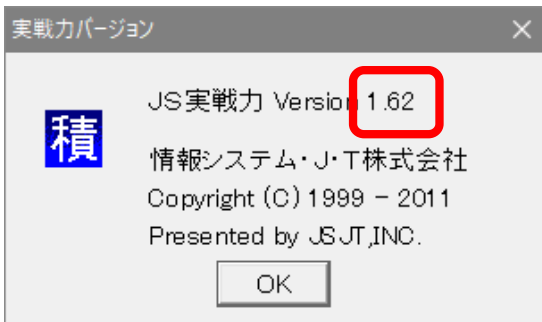 実戦力バージョン
JS実戦力 Version 1.62
積
情報システム・J・T株式会社
Copyright (C) 1999 - 2011
Presented by JSJT,INC.
OK